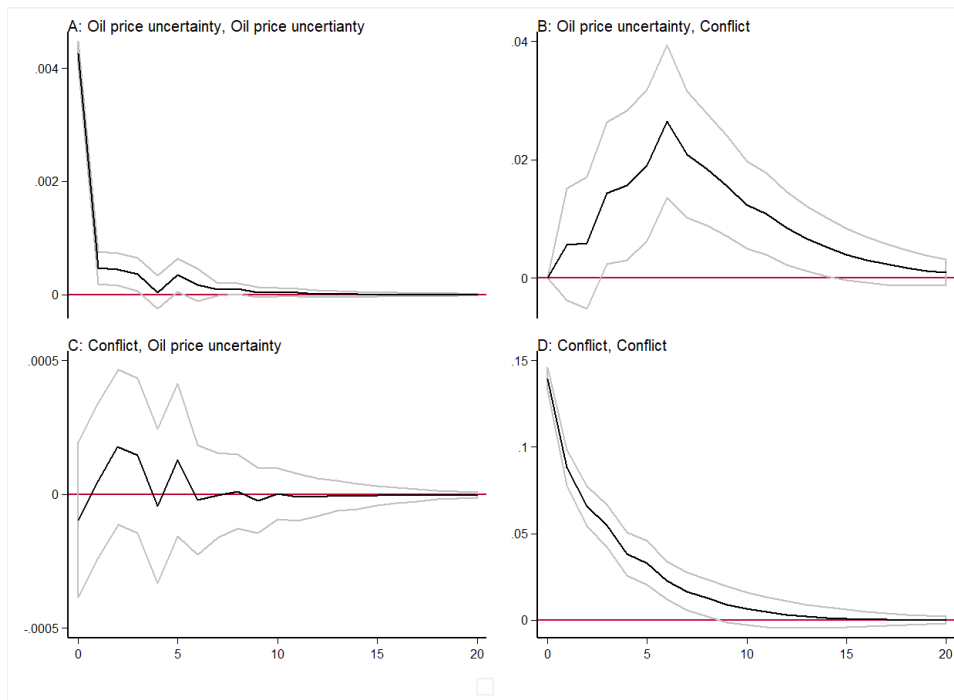 A: Oil price uncertainty, Oil price uncertianty
.004
.002
0
B: Oil price uncertainty, Conflict
.04
.02
0
C: Conflict, Oil price uncertainty
.0005
0
-.0005
0 5 10 15 20
D: Conflict, Conflict
.15
.1
.05
0
0 5 10 15 20